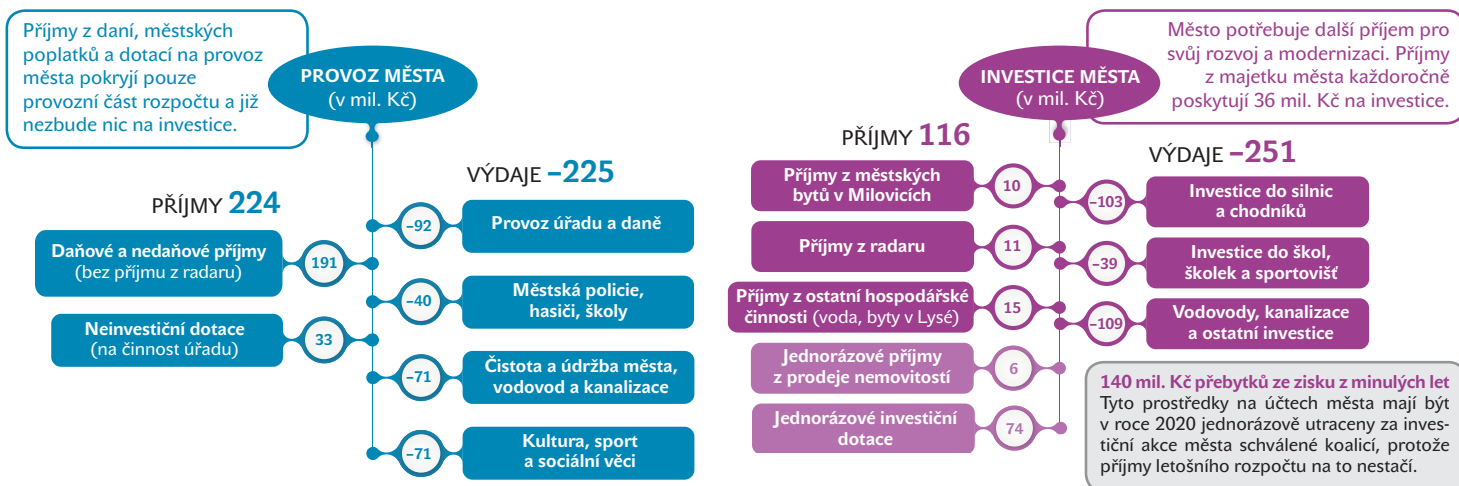 Příjmy z daní, městských
poplatků a dotací na provoz
města pokryjí pouze
provozní část rozpočtu a již
nezbude nic na investice.
PROVOZ MĚSTA
(v mil. Kč)
PŘÍJMY 224
Daňové a nedaňové příjmy
(bez příjmu z radaru)
191
Neinvestiční dotace
(na činnost úřadu)
33
VÝDAJE –225
–92
Provoz úřadu a daně
–40
Městská policie,
hasiči, školy
–71
Čistota a údržba města,
vodovod a kanalizace
–71
Kultura, sport
a sociální věci
INVESTICE MĚSTA
(v mil. Kč)
Město potřebuje další příjem pro
svůj rozvoj a modernizaci. Příjmy
z majetku města každoročně
poskytují 36 mil. Kč na investice.
PŘÍJMY 116
Příjmy z městských
bytů v Milovicích
10
Příjmy z radaru
11
Příjmy z ostatní hospodářské
činnosti (voda, byty v Lysé)
15
Jednorázové příjmy
z prodeje nemovitostí
6
Jednorázové investiční
dotace
74
VÝDAJE –251
–103
Investice do silnic
a chodníků
–39
Investice do škol,
školek a sportovišť
–109
Vodovody, kanalizace
a ostatní investice
140 mil. Kč přebytků ze zisku z minulých let
Tyto prostředky na účtech města mají být
v roce 2020 jednorázově utraceny za inves-
tiční akce města schválené koalicí, protože
příjmy letošního rozpočtu na to nestačí.